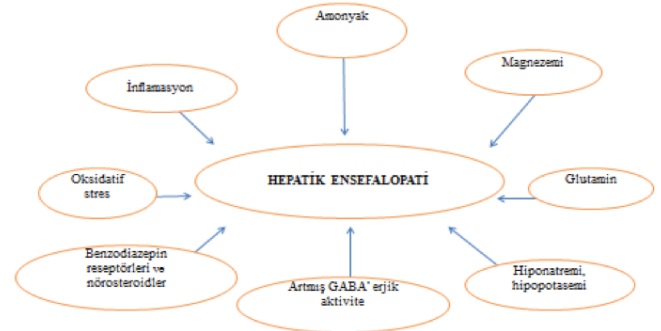 Amonyak
Magnezemi
İnflamasyon
HEPATİK ENSEFALOPATİ
Oksidatif
stres
Glutamin
Benzodiazepin
reseptörleri ve
nörosteroidler
Artmış GABA' erjik
aktivite
Hiponatremi,
hipopotasemi